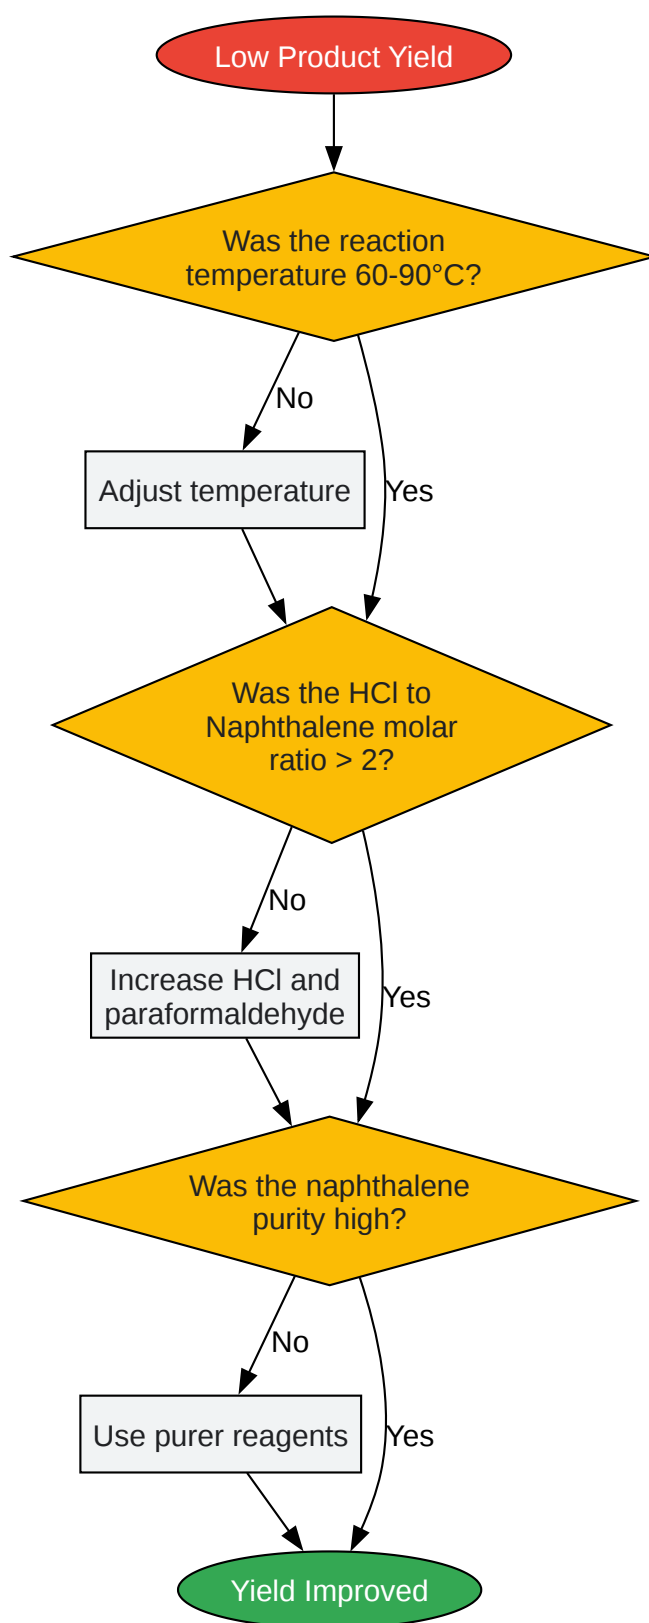 Low Product Yield
Was the reaction
temperature 60-90°C?
No
Adjust temperature
Yes
Was the HCl to
Naphthalene molar
ratio > 2?
No
Increase HCl and
paraformaldehyde
Yes
Was the naphthalene
purity high?
No
Use purer reagents
Yes
Yield Improved